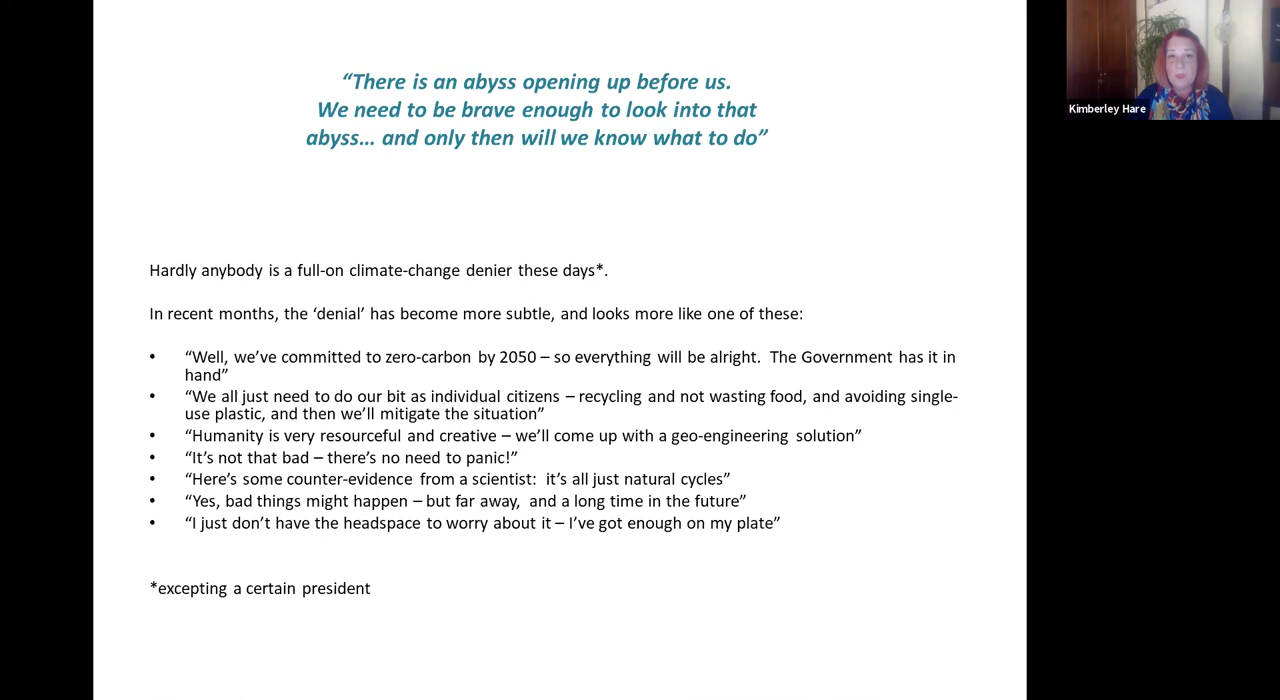 “There is an abyss opening up before us.
We need to be brave enough to look into that
abyss... and only then will we know what to do”
Kimberley Hare
Hardly anybody is a full-on climate-change denier these days*.
In recent months, the ‘denial’ has become more subtle, and looks more like one of these:
• “Well, we’ve committed to zero-carbon by 2050 – so everything will be alright.  The Government has it in
hand”
• “We all just need to do our bit as individual citizens – recycling and not wasting food, and avoiding single-
use plastic, and then we’ll mitigate the situation”
• “Humanity is very resourceful and creative – we’ll come up with a geo-engineering solution”
• “It’s not that bad – there’s no need to panic!”
• “Here’s some counter-evidence from a scientist:  it’s all just natural cycles”
• “Yes, bad things might happen – but far away,  and a long time in the future”
• “I just don’t have the headspace to worry about it – I’ve got enough on my plate”
*excepting a certain president